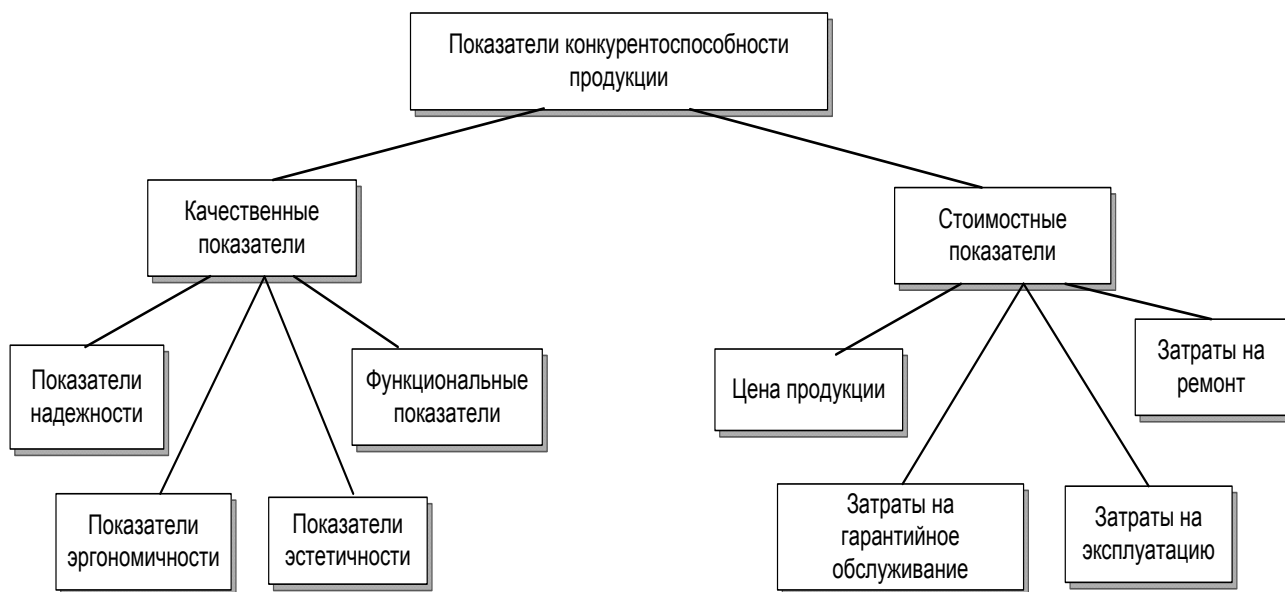 Показатели конкурентоспособности
продукции
Качественные
показатели
Стоимостные
показатели
Показатели
надежности
Функциональные
показатели
Цена продукции
Затраты на
ремонт
Показатели
эргономичности
Показатели
эстетичности
Затраты на
гарантийное
обслуживание
Затраты на
эксплуатацию